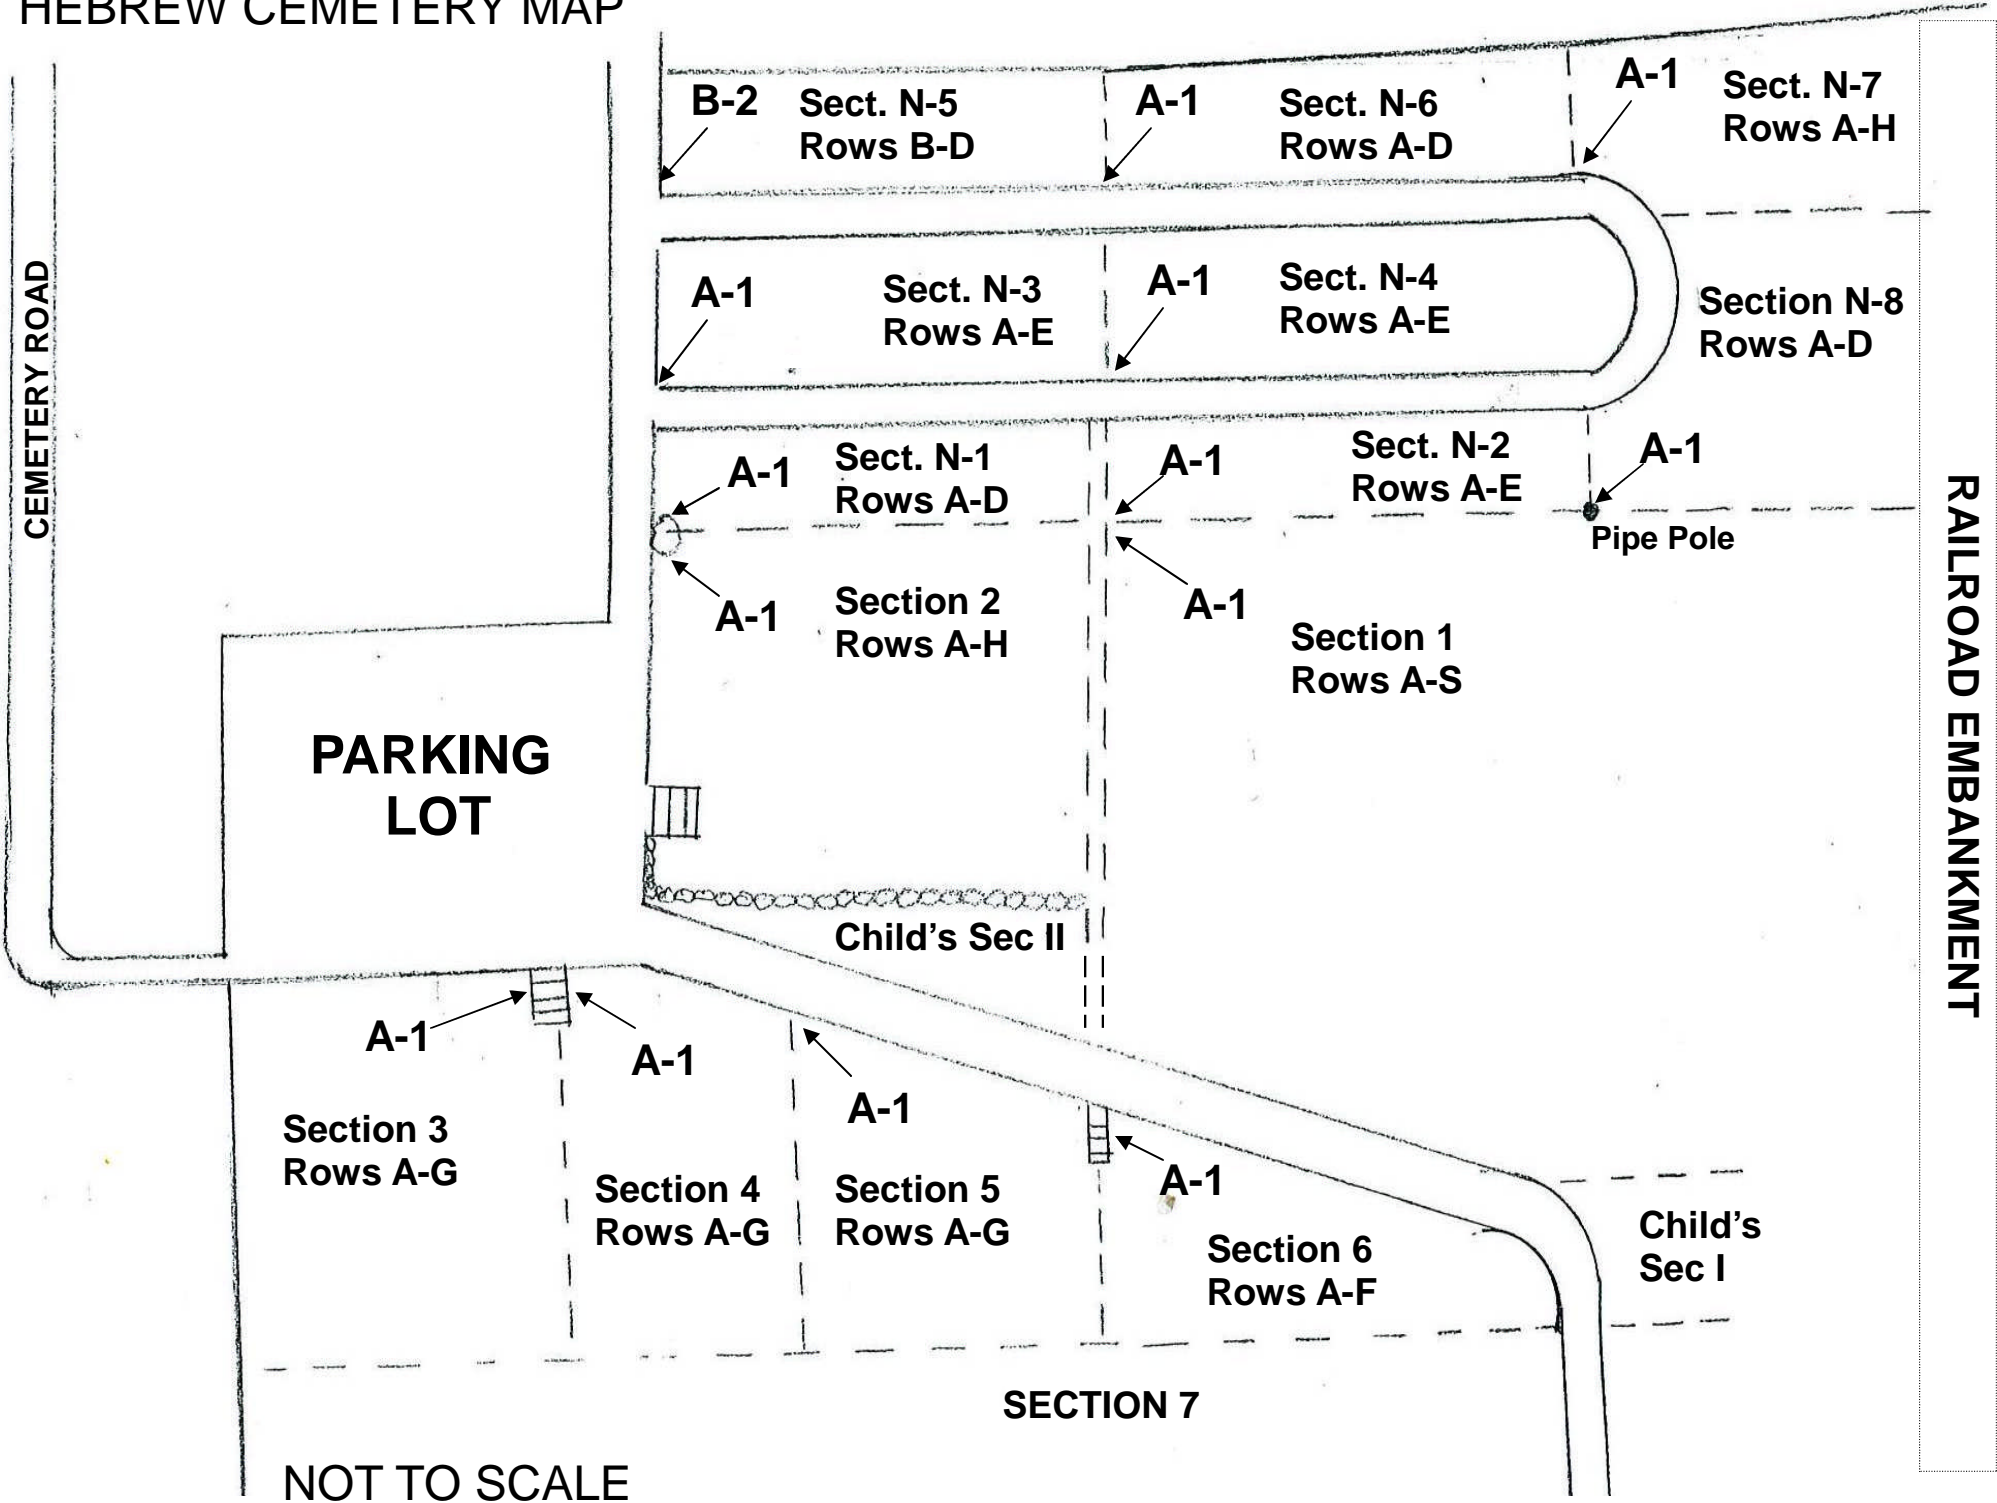 HEBREW CEMETERY MAP
B-2
Sect. N-5
Rows B-D
A-1
Sect. N-6
Rows A-D
A-1
Sect. N-7
Rows A-H
CEMETERY ROAD
A-1
Sect. N-3
Rows A-E
A-1
Sect. N-4
Rows A-E
Section N-8
Rows A-D
A-1
Sect. N-1
Rows A-D
A-1
Sect. N-2
Rows A-E
A-1
Pipe Pole
RAILROAD EMBANKMENT
A-1
Section 2
Rows A-H
A-1
Section 1
Rows A-S
PARKING
LOT
Child’s Sec II
A-1
A-1
A-1
Section 3
Rows A-G
Section 4
Rows A-G
Section 5
Rows A-G
A-1
Section 6
Rows A-F
Child’s
Sec I
SECTION 7
NOT TO SCALE